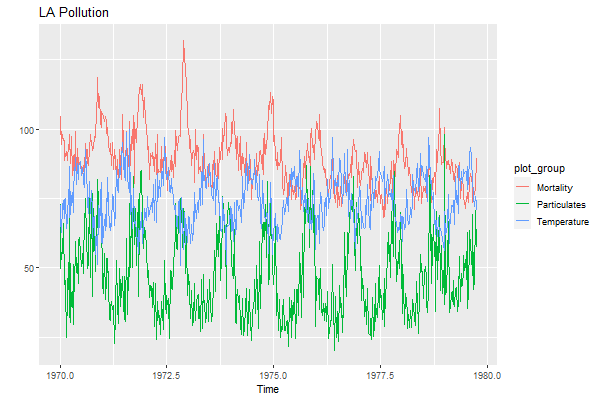 LA Pollution
100
50
1970.0 1972.5 1975.0 1977.5 1980.0
Time
plot_group
Mortality
Particulates
Temperature